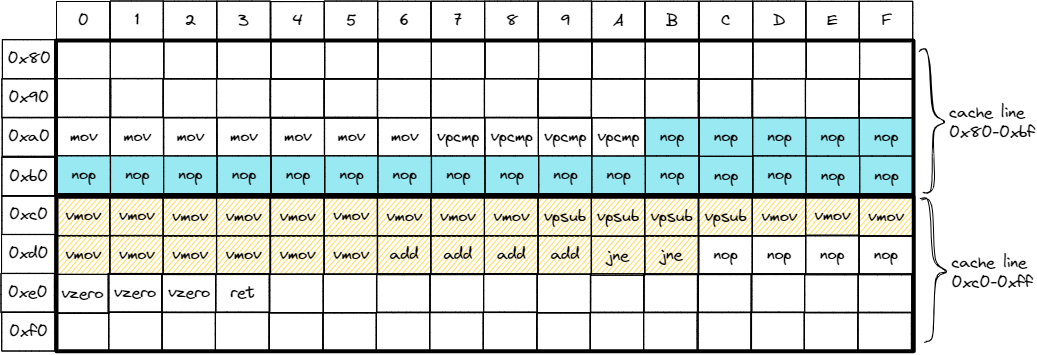 0 1 2 3 4 5 6 7 8 9 A B C D E F
0x80
0x90
0xa0 mov mov mov mov mov mov mov vpcmp vpcmp vpcmp vpcmp nop nop nop nop nop
0xb0 nop nop nop nop nop nop nop nop nop nop nop nop nop nop nop nop
0xc0 vmov vmov vmov vmov vmov vmov vmov vmov vmov vpsub vpsub vpsub vpsub vmov vmov vmov
0xd0 vmov vmov vmov vmov vmov vmov add add add add jne jne nop nop nop nop
0xe0 vzero vzero vzero ret
0xf0
cache line
0x80-0xbf
cache line
0xc0-0xff